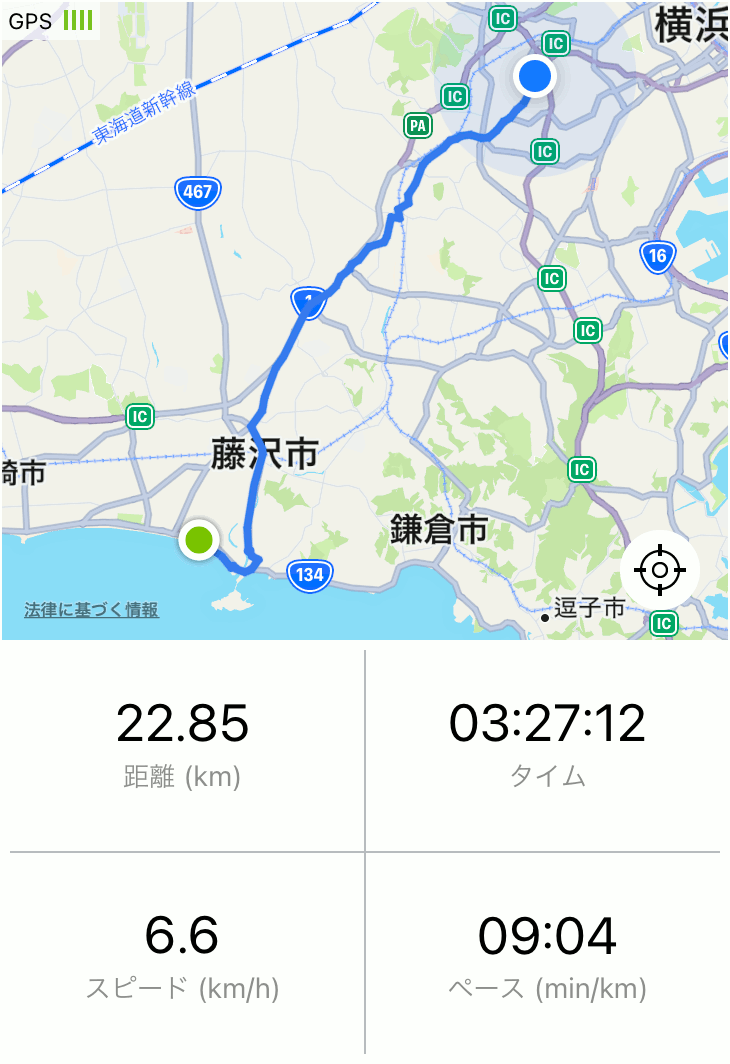 GPS
横浜
IC
IC
IC
東海道新幹線
PA
IC
467
16
IC
1
IC
IC
藤沢市
崎市
IC
鎌倉市
134
法律に基づく情報
逗子市
IC
22.85
距離 (km)
03:27:12
タイム
6.6
スピード (km/h)
09:04
ペース (min/km)